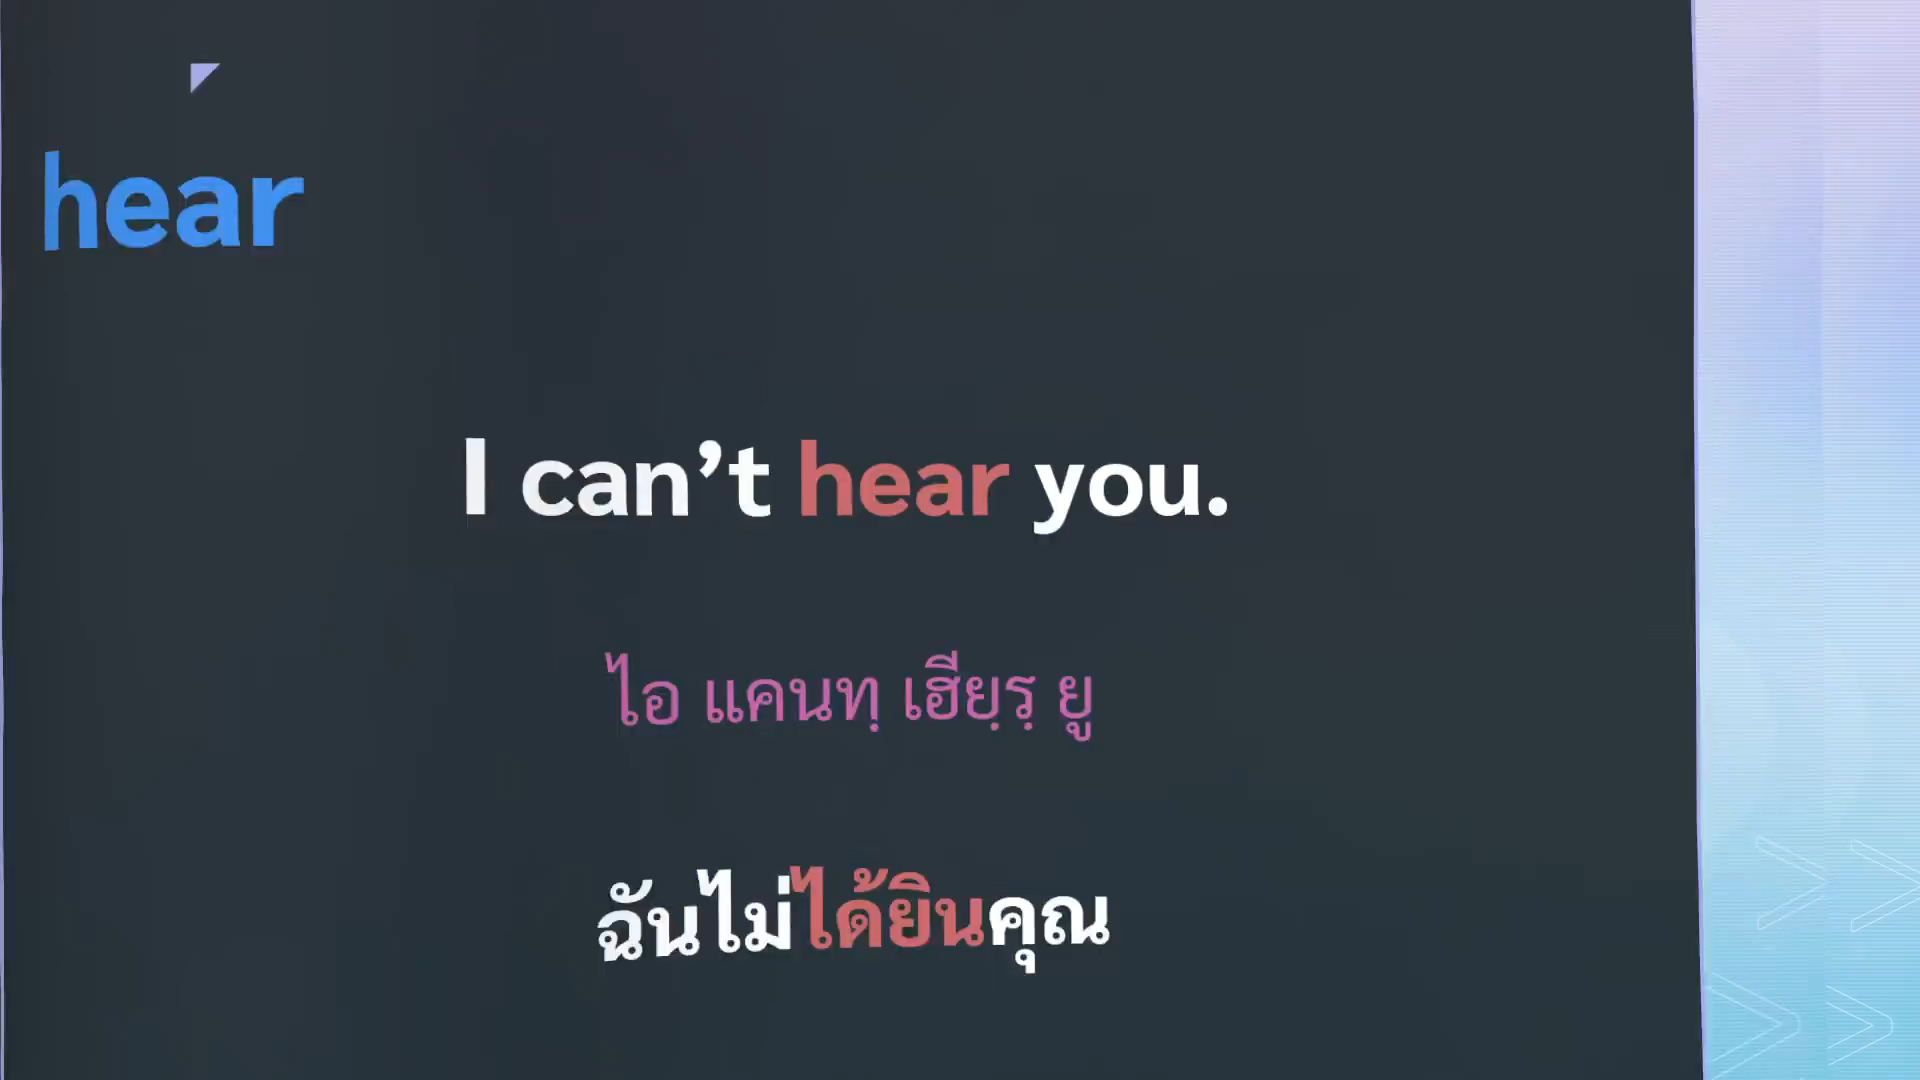 hear
I can’t hear you.
ไอ แคนทฺ เฮียฺรฺ ยู
ฉันไม่ได้ยินคุณ